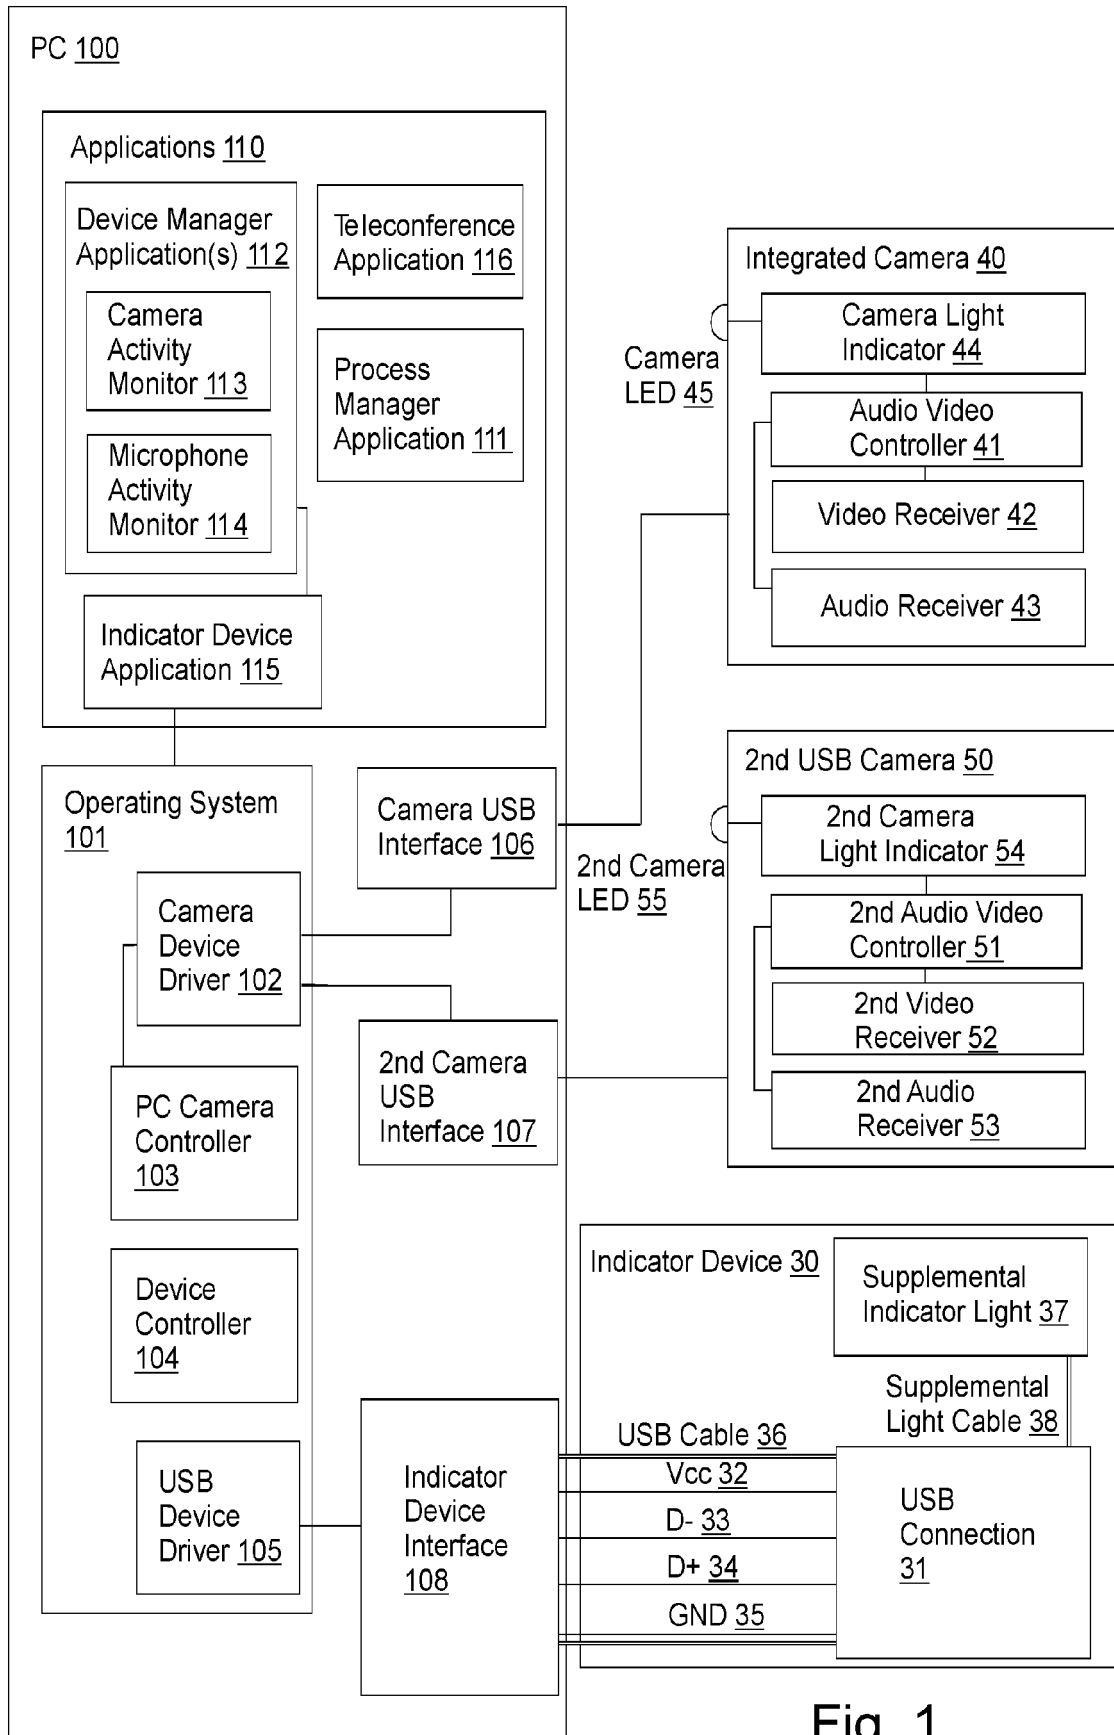 PC 100
Applications 110
Device Manager
Application(s) 112
Camera
Activity
Monitor 113
Microphone
Activity
Monitor 114
Teleconference
Application 116
Process
Manager
Application 111
Indicator Device
Application 115
Operating System
101
Camera
Device
Driver 102
PC Camera
Controller
103
Device
Controller
104
USB
Device
Driver 105
Camera USB
Interface 106
2nd Camera
USB
Interface 107
Indicator
Device
Interface
108
Integrated Camera 40
Camera Light
Indicator 44
Camera
LED 45
Audio Video
Controller 41
Video Receiver 42
Audio Receiver 43
2nd USB Camera 50
2nd Camera
Light Indicator 54
2nd Camera
LED 55
2nd Audio Video
Controller 51
2nd Video
Receiver 52
2nd Audio
Receiver 53
Indicator Device 30
Supplemental
Indicator Light 37
Supplemental
Light Cable 38
USB Cable 36
Vcc 32
D- 33
D+ 34
GND 35
USB
Connection
31
Fig. 1